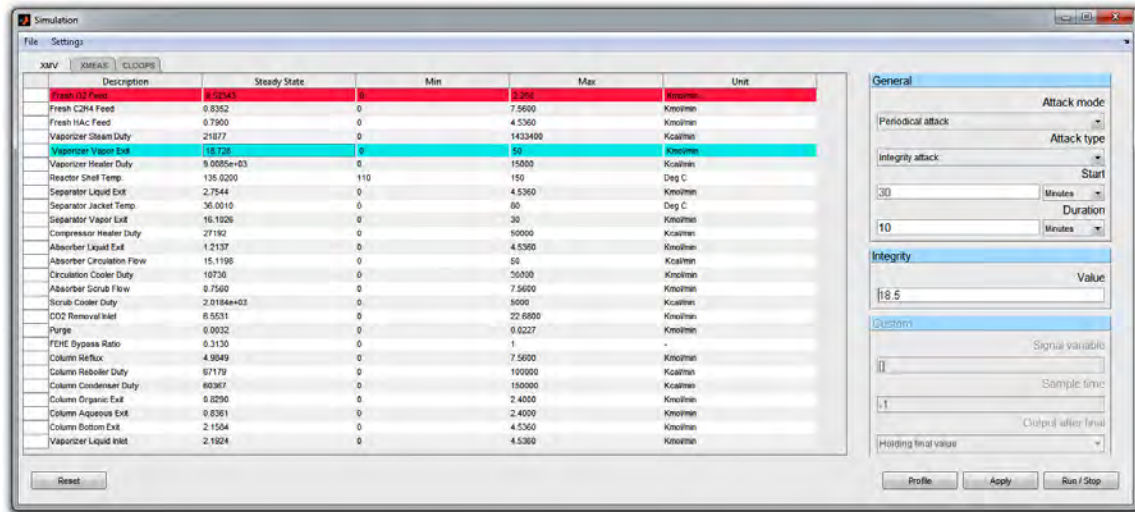 Simulation
File Settings
XMV XMEAS CLOOPS
Description Steady State Min Max Unit
Fresh O2 Feed 0.52343 0 2.268 Kmol/min
Fresh C2H4 Feed 0.8352 0 7.5600 Kmol/min
Fresh HAc Feed 0.7900 0 4.5360 Kmol/min
Vaporizer Steam Duty 21877 0 1433400 Kcal/min
Vaporizer Vapor Exit 18.728 0 50 Kmol/min
Vaporizer Heater Duty 9.0085e+03 0 15000 Kcal/min
Reactor Shell Temp. 135.0200 110 150 Deg C
Separator Liquid Exit 2.7544 0 4.5360 Kmol/min
Separator Jacket Temp. 36.0010 0 80 Deg C
Separator Vapor Exit 16.1026 0 30 Kmol/min
Compressor Heater Duty 27192 0 50000 Kcal/min
Absorber Liquid Exit 1.2137 0 4.5360 Kmol/min
Absorber Circulation Flow 15.1198 0 50 Kcal/min
Circulation Cooler Duty 10730 0 30000 Kmol/min
Absorber Scrub Flow 0.7560 0 7.5600 Kmol/min
Scrub Cooler Duty 2.0184e+03 0 5000 Kcal/min
CO2 Removal Inlet 6.5531 0 22.6800 Kmol/min
Purge 0.0032 0 0.0227 Kmol/min
FEHE Bypass Ratio 0.3130 0 1 -
Column Reflux 4.9849 0 7.5600 Kmol/min
Column Reboiler Duty 67179 0 100000 Kcal/min
Column Condenser Duty 60367 0 150000 Kcal/min
Column Organic Exit 0.8290 0 2.4000 Kmol/min
Column Aqueous Exit 0.8361 0 2.4000 Kmol/min
Column Bottom Exit 2.1584 0 4.5360 Kmol/min
Vaporizer Liquid Inlet 2.1924 0 4.5360 Kmol/min
Reset
General
Attack mode
Periodical attack
Attack type
Integrity attack
Start
30 Minutes
Duration
10 Minutes
Integrity
Value
18.5
Custom
Signal variable
[]
Sample time
-1
Output after final
Holding final value
Profile Apply Run / Stop